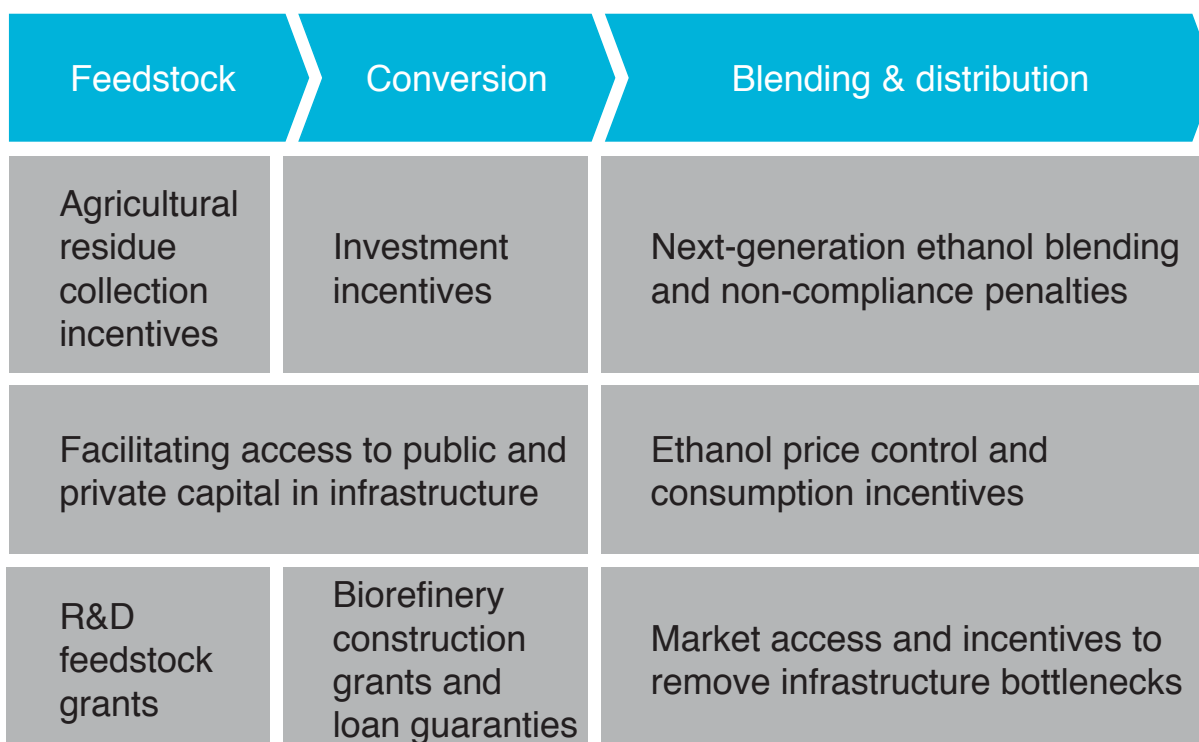 Feedstock
Conversion
Blending & distribution
Agricultural
residue
collection
incentives
Investment
incentives
Next-generation ethanol blending
and non-compliance penalties
Facilitating access to public and
private capital in infrastructure
Ethanol price control and
consumption incentives
R&D
feedstock
grants
Biorefinery
construction
grants and
loan guaranties
Market access and incentives to
remove infrastructure bottlenecks